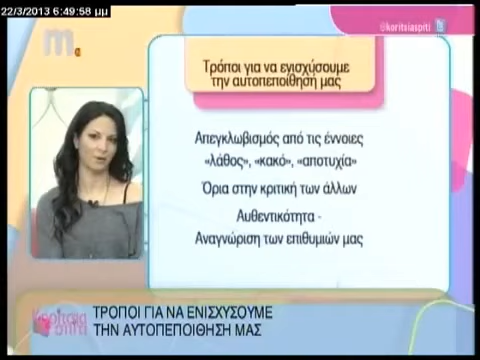 22/3/2013 6:49:58 μμ
m.
@koritsiaspiti
Τρόποι για να ενισχύσουμε
την αυτοπεποίθησή μας
Απεγκλωβισμός από τις έννοιες
«λάθος», «κακό», «αποτυχία»
Όρια στην κριτική των άλλων
Αυθεντικότητα -
Αναγνώριση των επιθυμιών μας
Κορίτσια
σπίτι
ΤΡΟΠΟΙ ΓΙΑ ΝΑ ΕΝΙΣΧΥΣΟΥΜΕ
ΤΗΝ ΑΥΤΟΠΕΠΟΙΘΗΣΗ ΜΑΣ